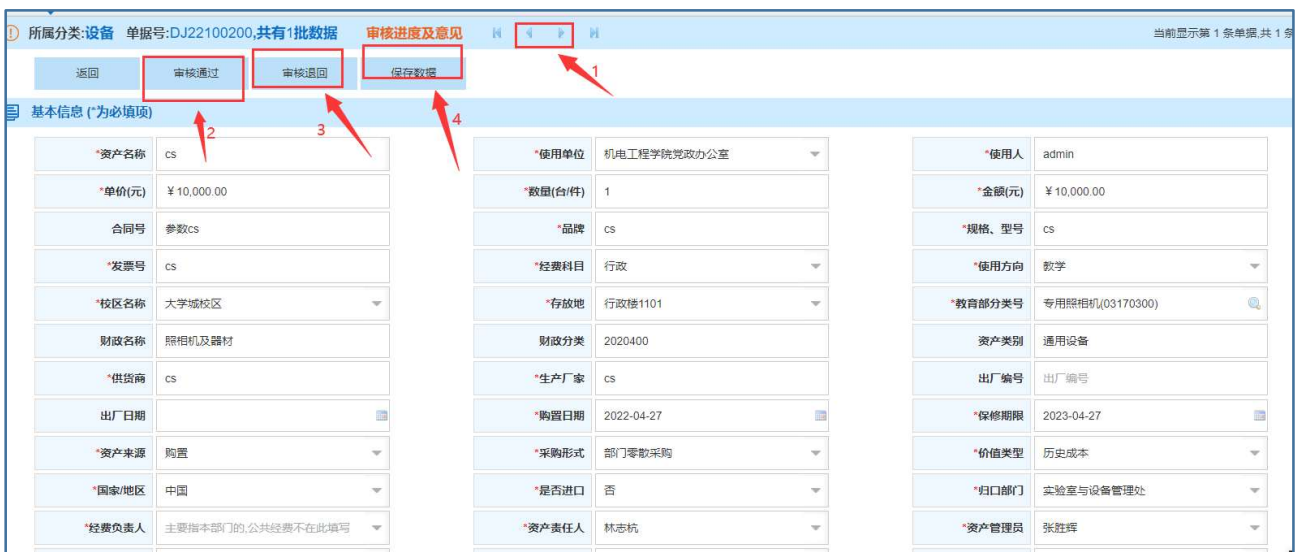 所属分类:设备 单据号:DJ22100200,共有1批数据 审核进度及意见 当前显示第 1 条单据,共 1 条
1
返回 审核通过 审核退回 保存数据
基本信息 (*为必填项)
2 3 4
*资产名称 cs *使用单位 机电工程学院党政办公室 *使用人 admin
*单价(元) ¥10,000.00 *数量(台/件) 1 *金额(元) ¥10,000.00
合同号 参数cs *品牌 cs *规格、型号 cs
*发票号 cs *经费科目 行政 *使用方向 教学
*校区名称 大学城校区 *存放地 行政楼1101 *教育部分类号 专用照相机(03170300)
财政名称 照相机及器材 财政分类 2020400 资产类别 通用设备
*供货商 cs *生产厂家 cs 出厂编号 出厂编号
出厂日期 *购置日期 2022-04-27 *保修期限 2023-04-27
*资产来源 购置 *采购形式 部门零散采购 *价值类型 历史成本
*国家/地区 中国 *是否进口 否 *归口部门 实验室与设备管理处
*经费负责人 主要指本部门的,公共经费不在此填写 *资产责任人 林志杭 *资产管理员 张胜辉